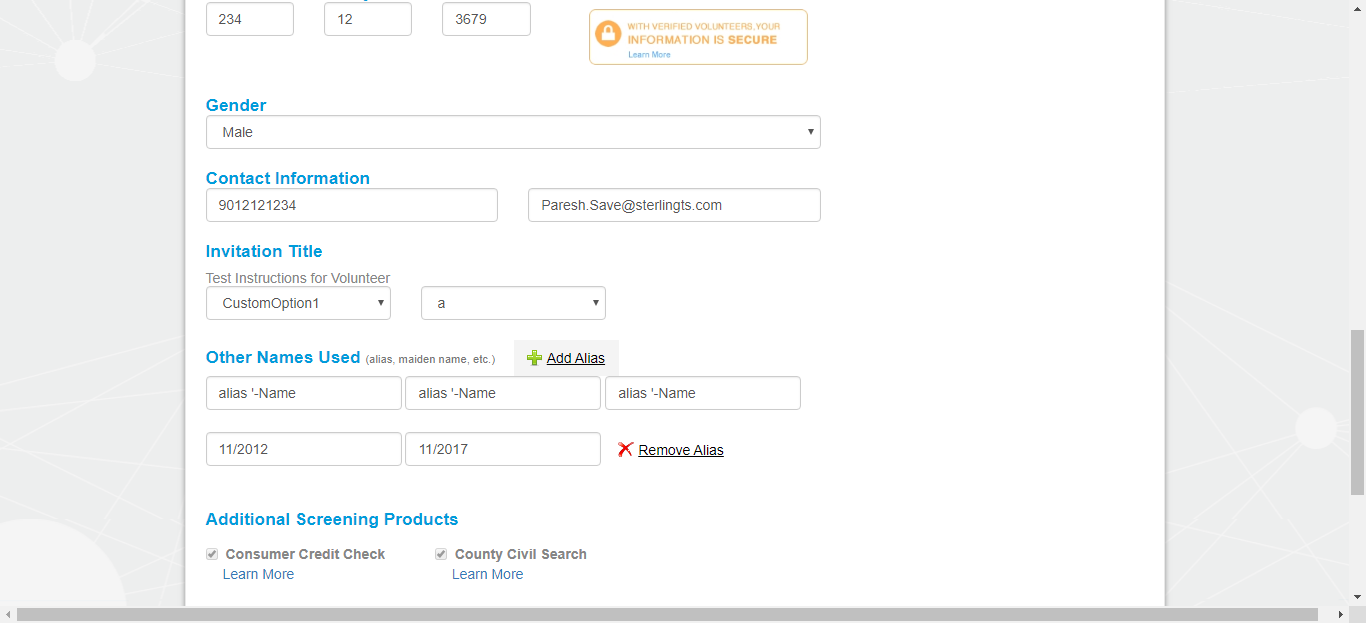 234 12 3679
WITH VERIFIED VOLUNTEERS, YOUR
INFORMATION IS SECURE
Learn More
Gender
Male
Contact Information
9012121234 Paresh.Save@sterlingts.com
Invitation Title
Test Instructions for Volunteer
CustomOption1 a
Other Names Used (alias, maiden name, etc.) Add Alias
alias '-Name alias '-Name alias '-Name
11/2012 11/2017 Remove Alias
Additional Screening Products
Consumer Credit Check County Civil Search
Learn More Learn More